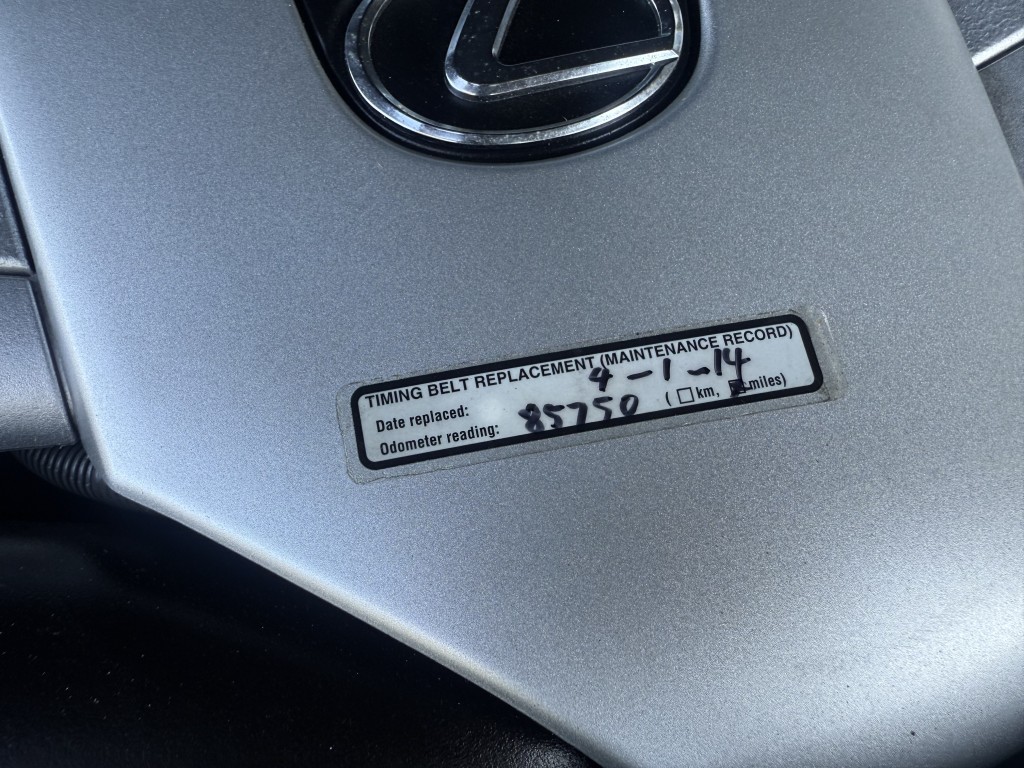 TIMING BELT REPLACEMENT (MAINTENANCE RECORD)
Date replaced: 4-1-14
Odometer reading: 85750 ( km, miles)